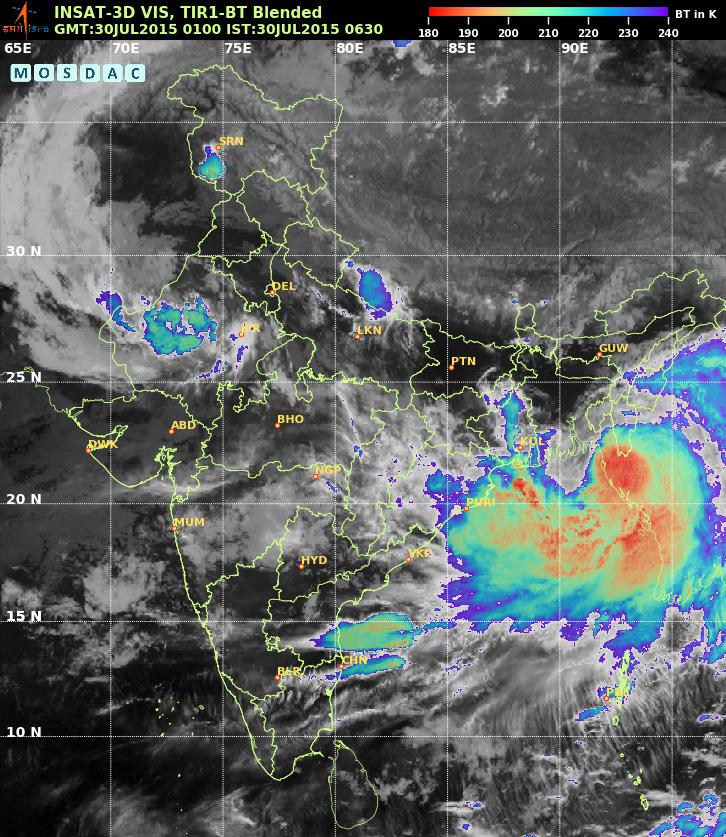 INSAT-3D VIS, TIR1-BT Blended
GMT:30JUL2015 0100 IST:30JUL2015 0630
BT in K
180 190 200 210 220 230 240
65E 70E 75E 80E 85E 90E
M O S D A C
SRN
30 N
DEL
JPR
LKN
GUW
PTN
25 N
ABD
BHO
DWK
KOL
NGP
20 N
PURI
MUM
VKP
HYD
15 N
CHN
BLR
PBL
10 N